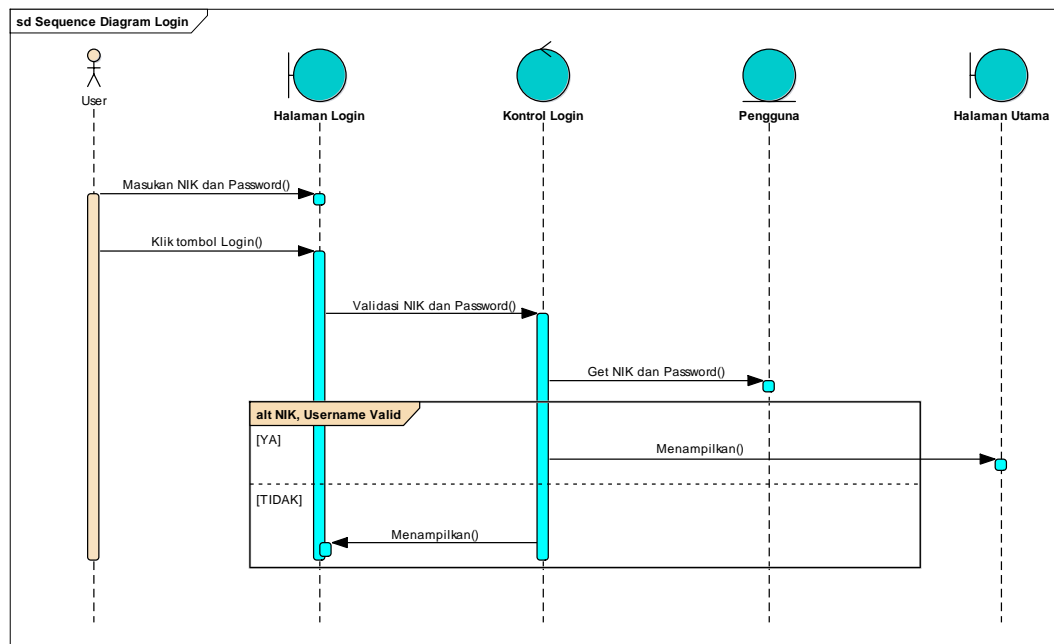 sd Sequence Diagram Login
User
Halaman Login
Kontrol Login
Pengguna
Halaman Utama
Masukan NIK dan Password()
Klik tombol Login()
Validasi NIK dan Password()
Get NIK dan Password()
alt NIK, Username Valid
[YA]
Menampilkan()
[TIDAK]
Menampilkan()